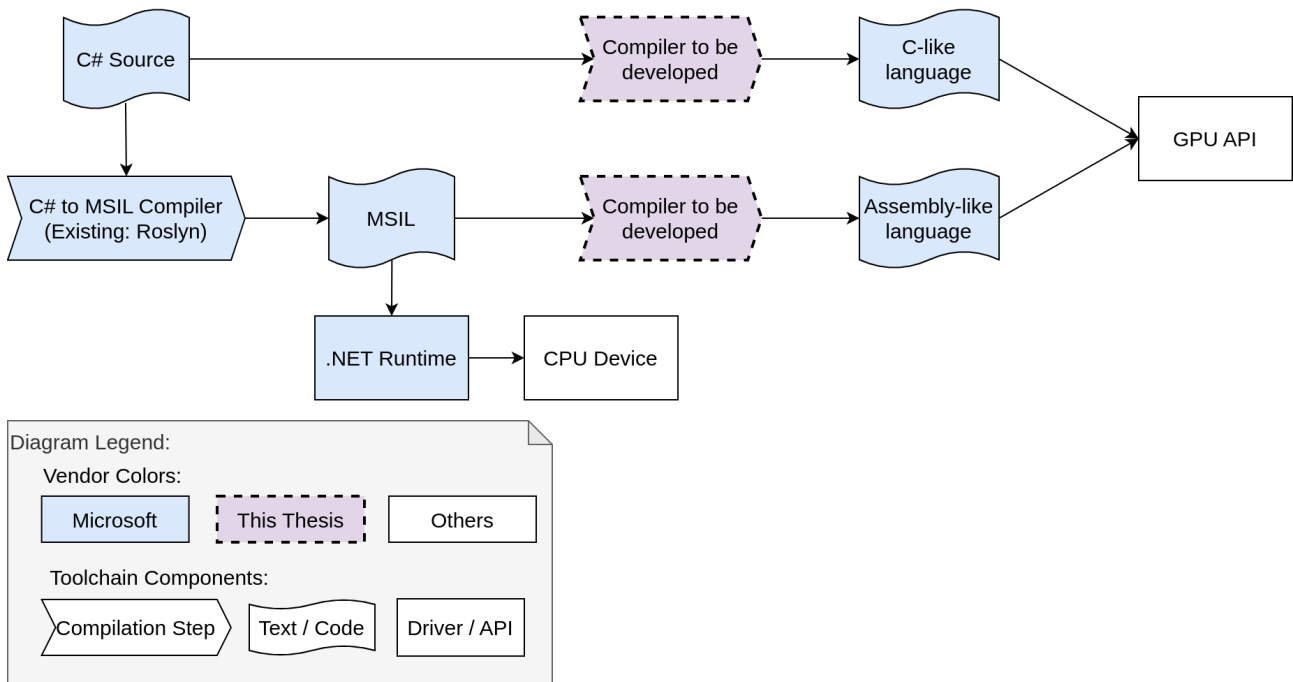 C# Source
Compiler to be
developed
C-like
language
GPU API
C# to MSIL Compiler
(Existing: Roslyn)
MSIL
Compiler to be
developed
Assembly-like
language
.NET Runtime
CPU Device
Diagram Legend:
Vendor Colors:
Microsoft
This Thesis
Others
Toolchain Components:
Compilation Step
Text / Code
Driver / API